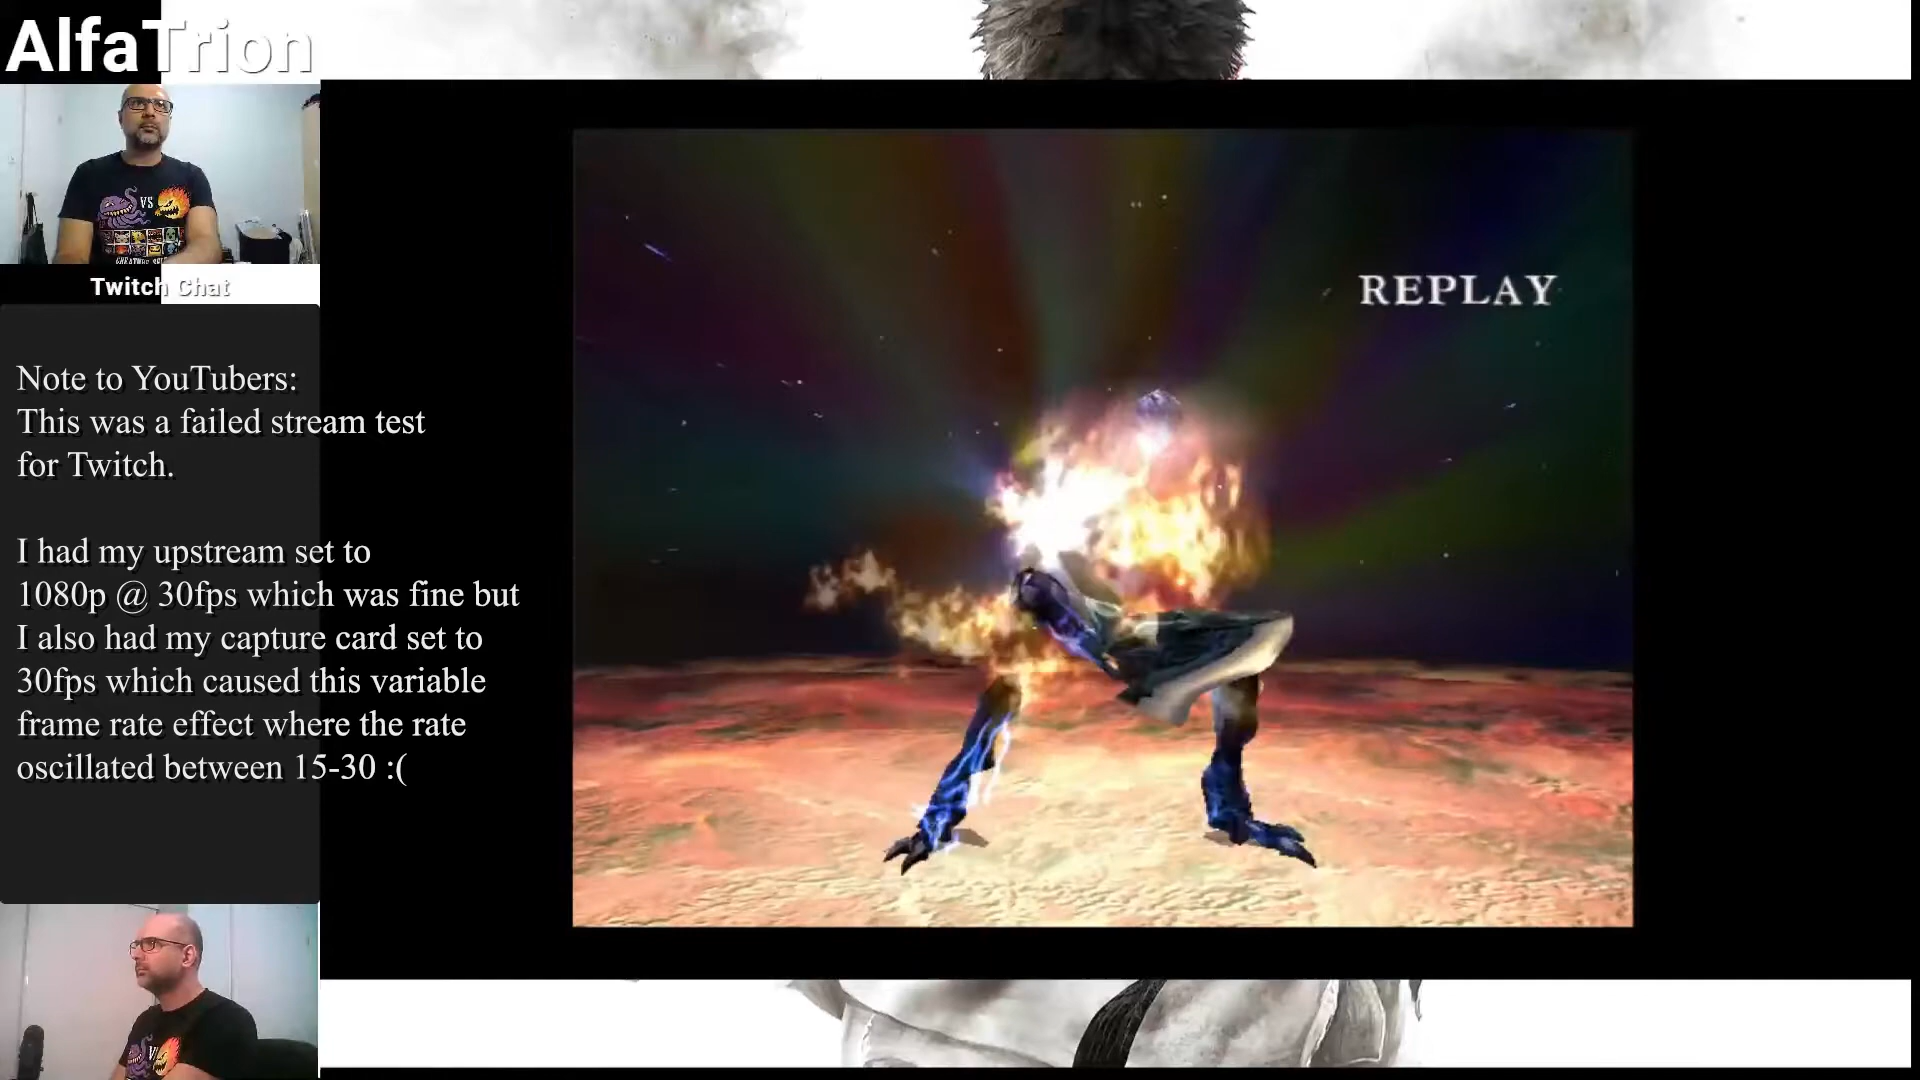 AlfaTrion
VS
Twitch Chat
REPLAY
Note to YouTubers:
This was a failed stream test
for Twitch.
I had my upstream set to
1080p @ 30fps which was fine but
I also had my capture card set to
30fps which caused this variable
frame rate effect where the rate
oscillated between 15-30 :(